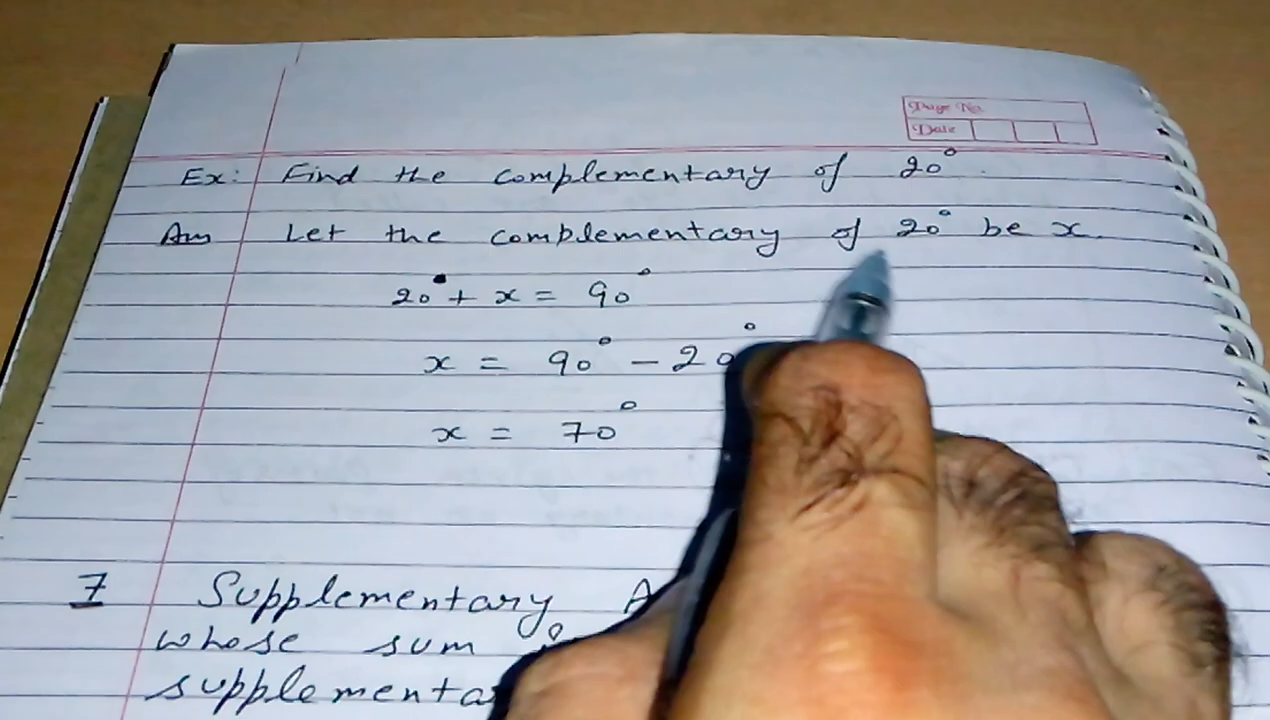 Page No.
Date
Ex: Find the complementary of 20°.
Ans Let the complementary of 20° be x.
20° + x = 90°
x = 90° - 20°
x = 70°
7 Supplementary
whose sum